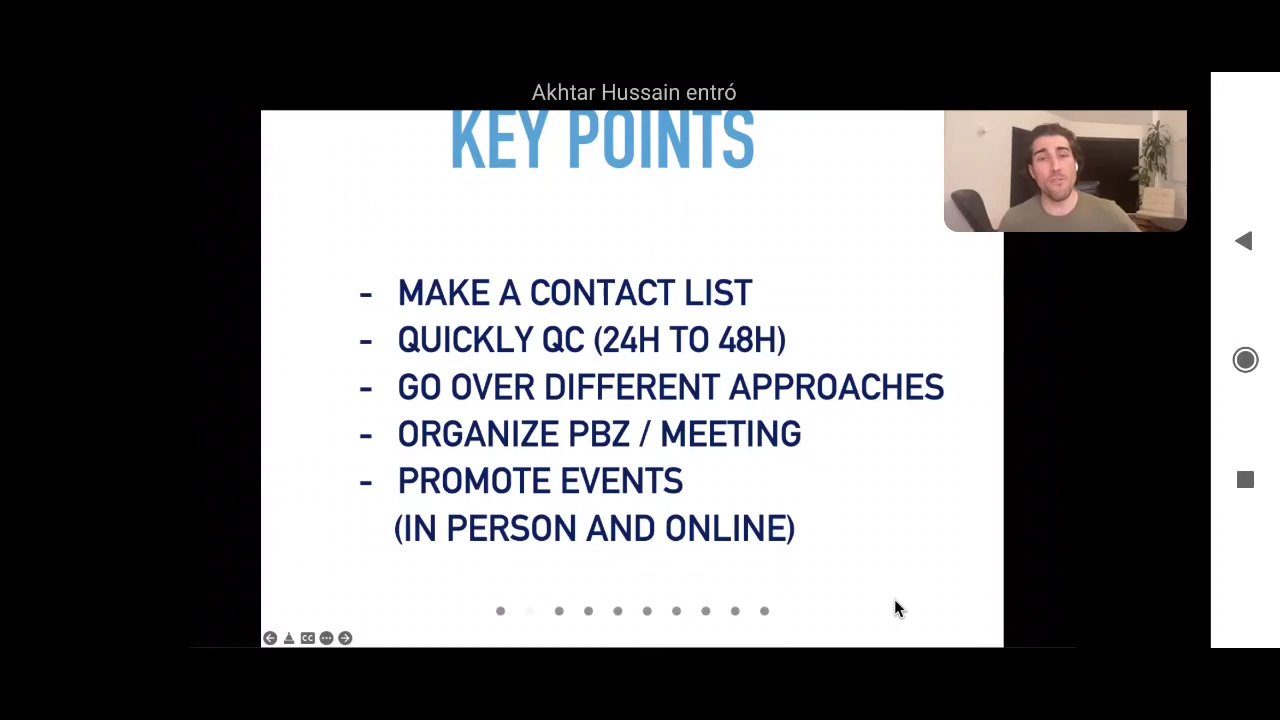 Akhtar Hussain entró
KEY POINTS
- MAKE A CONTACT LIST
- QUICKLY QC (24H TO 48H)
- GO OVER DIFFERENT APPROACHES
- ORGANIZE PBZ / MEETING
- PROMOTE EVENTS
(IN PERSON AND ONLINE)
CC